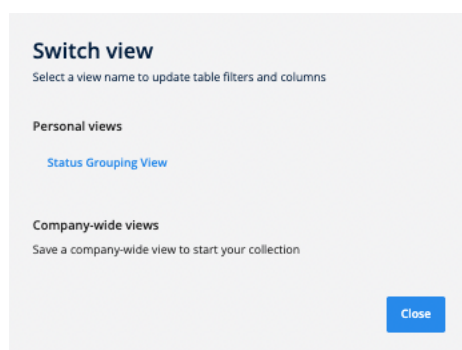 Switch view
Select a view name to update table filters and columns
Personal views
Status Grouping View
Company-wide views
Save a company-wide view to start your collection
Close